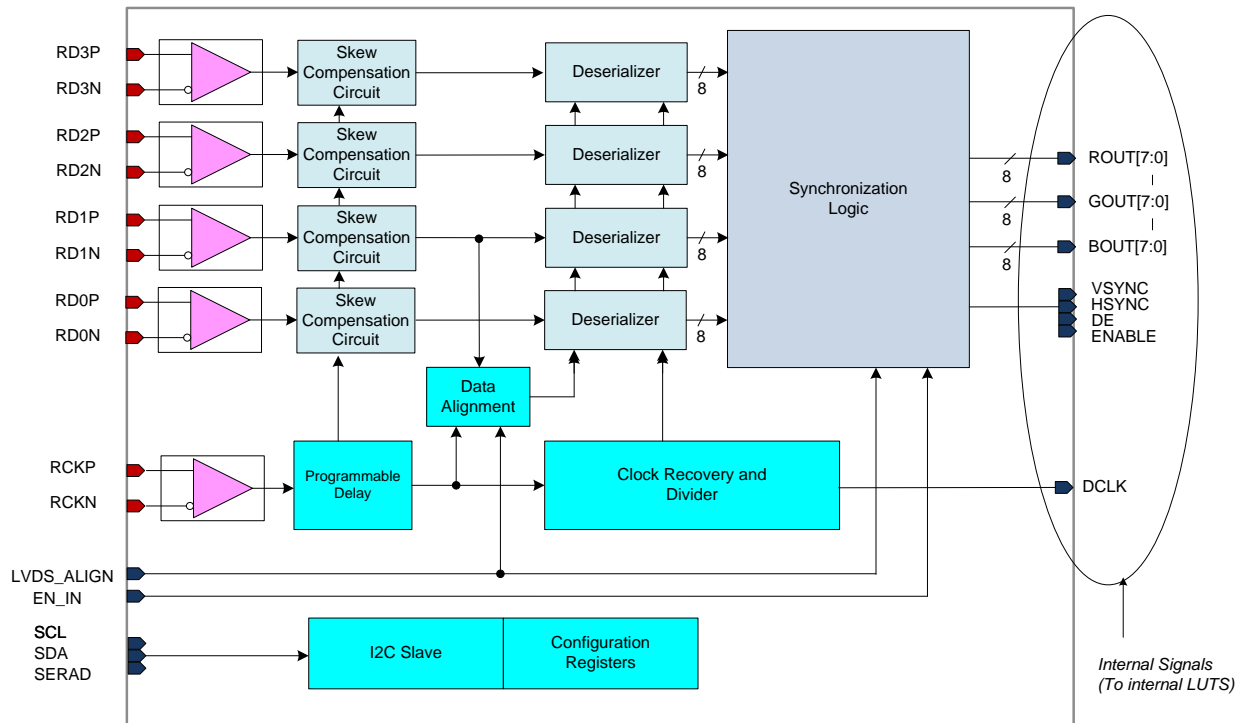 RD3P
RD3N
Skew
Compensation
Circuit
Deserializer
8
RD2P
RD2N
Skew
Compensation
Circuit
Deserializer
8
RD1P
RD1N
Skew
Compensation
Circuit
Deserializer
8
RD0P
RD0N
Skew
Compensation
Circuit
Deserializer
8
Synchronization
Logic
ROUT[7:0]
8
GOUT[7:0]
8
BOUT[7:0]
8
VSYNC
HSYNC
DE
ENABLE
Data
Alignment
RCKP
RCKN
Programmable
Delay
Clock Recovery and
Divider
DCLK
LVDS_ALIGN
EN_IN
SCL
SDA
SERAD
I2C Slave
Configuration
Registers
Internal Signals
(To internal LUTS)